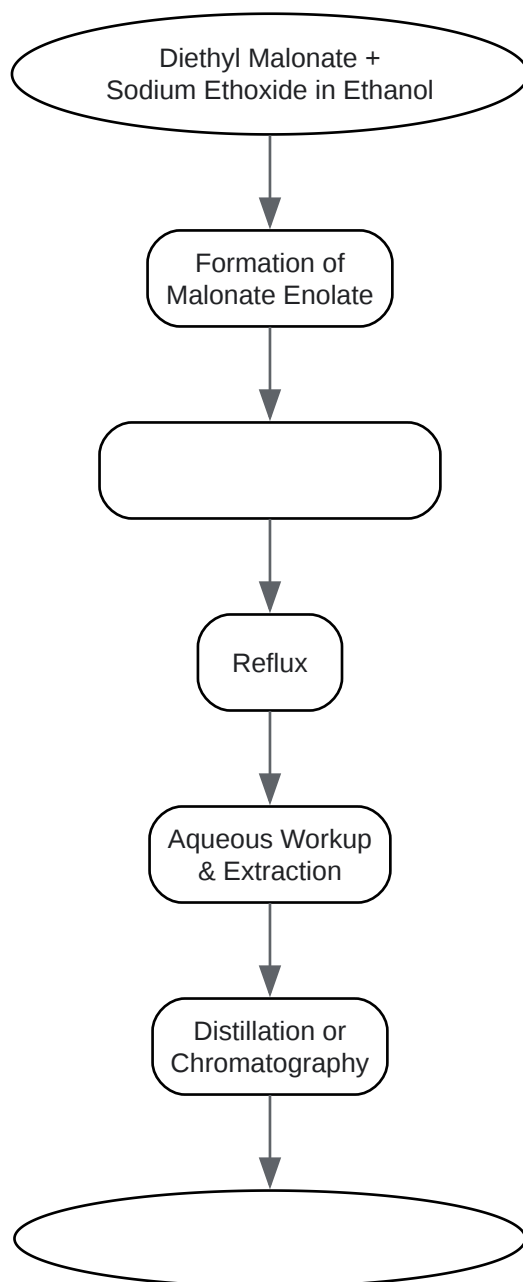 Diethyl Malonate +
Sodium Ethoxide in Ethanol
Formation of
Malonate Enolate
Reflux
Aqueous Workup
& Extraction
Distillation or
Chromatography